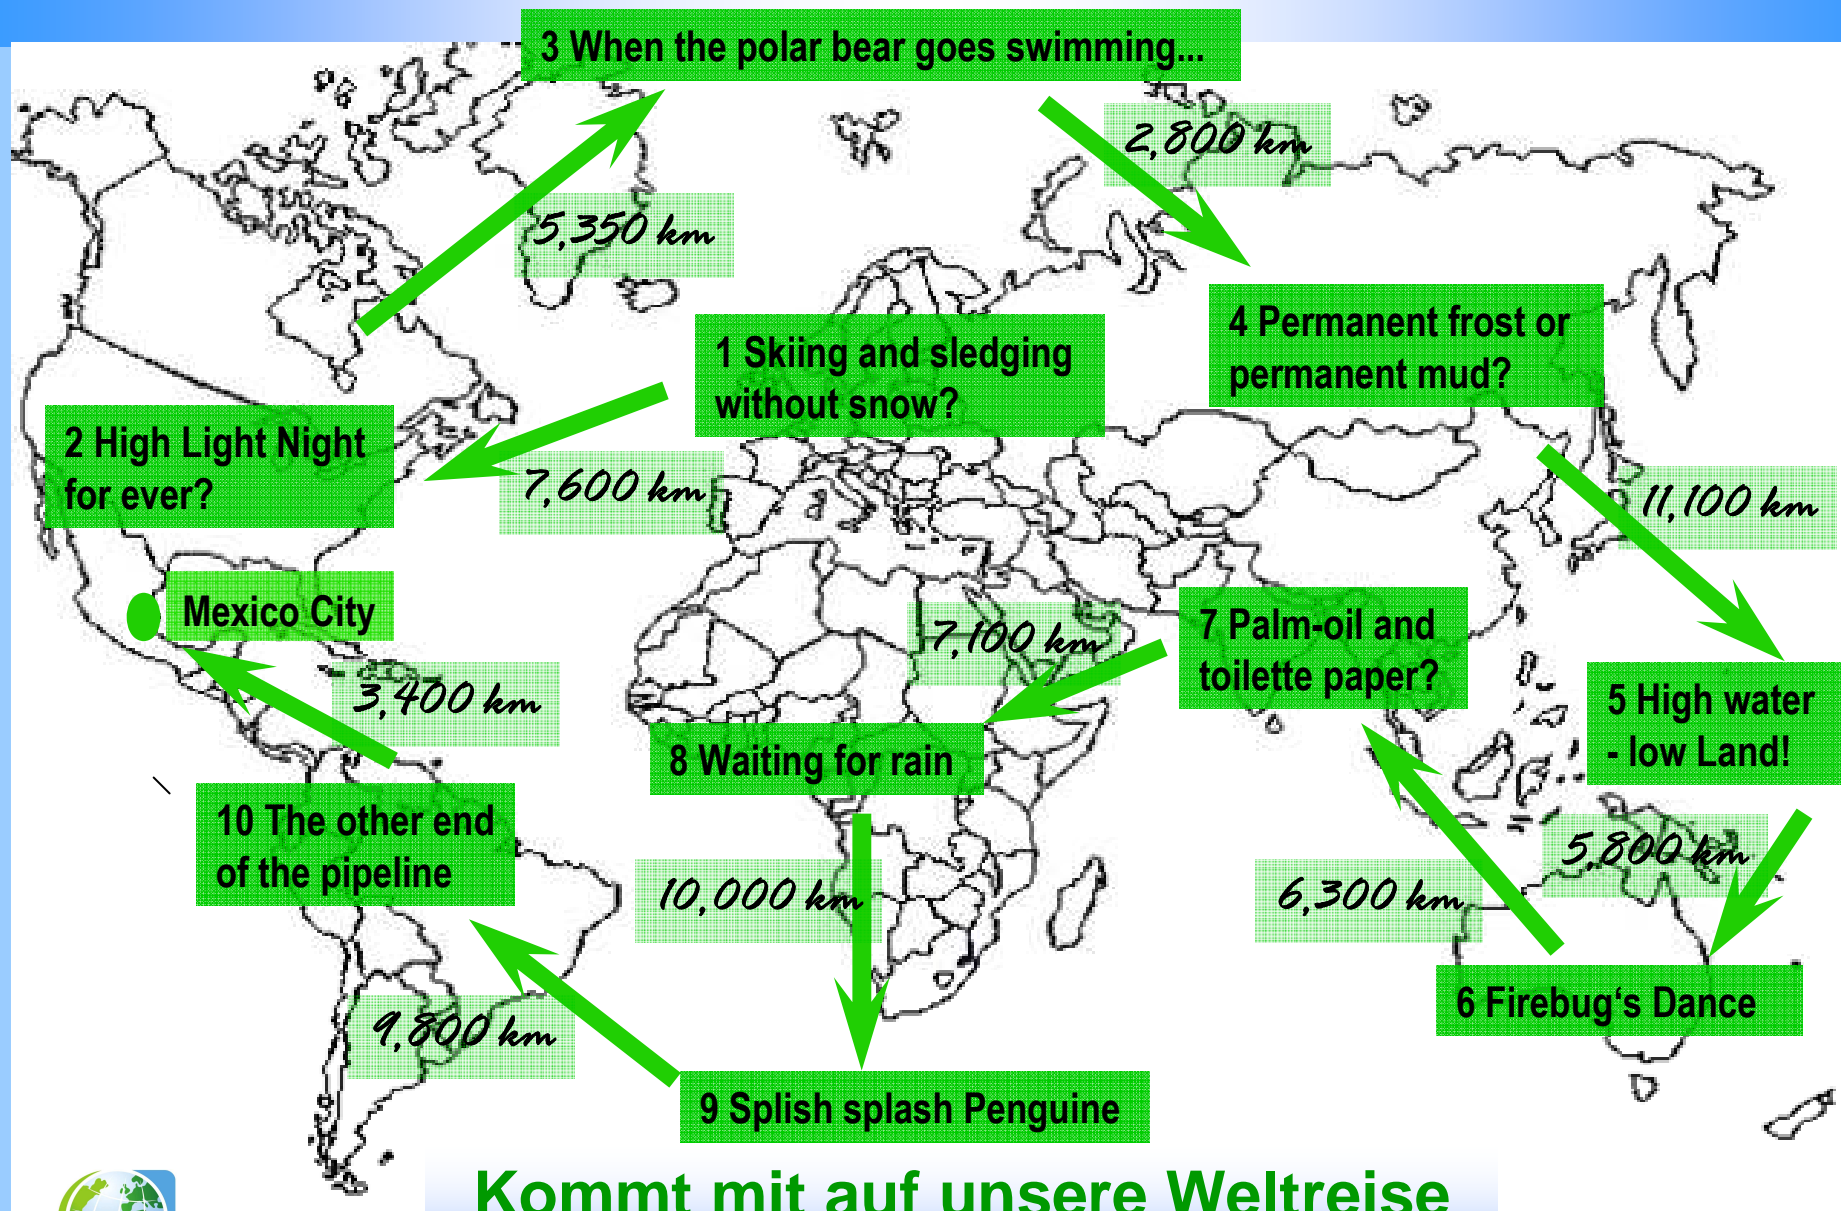 3 When the polar bear goes swimming...
2,800 km
5,350 km
4 Permanent frost or
permanent mud?
1 Skiing and sledging
without snow?
2 High Light Night
for ever?
7,600 km
11,100 km
Mexico City
7,100 km
7 Palm-oil and
toilette paper?
3,400 km
5 High water
- low Land!
8 Waiting for rain
10 The other end
of the pipeline
10,000 km
6,300 km
5,800 km
6 Firebug‘s Dance
9,800 km
9 Splish splash Penguine
Kommt mit auf unsere Weltreise